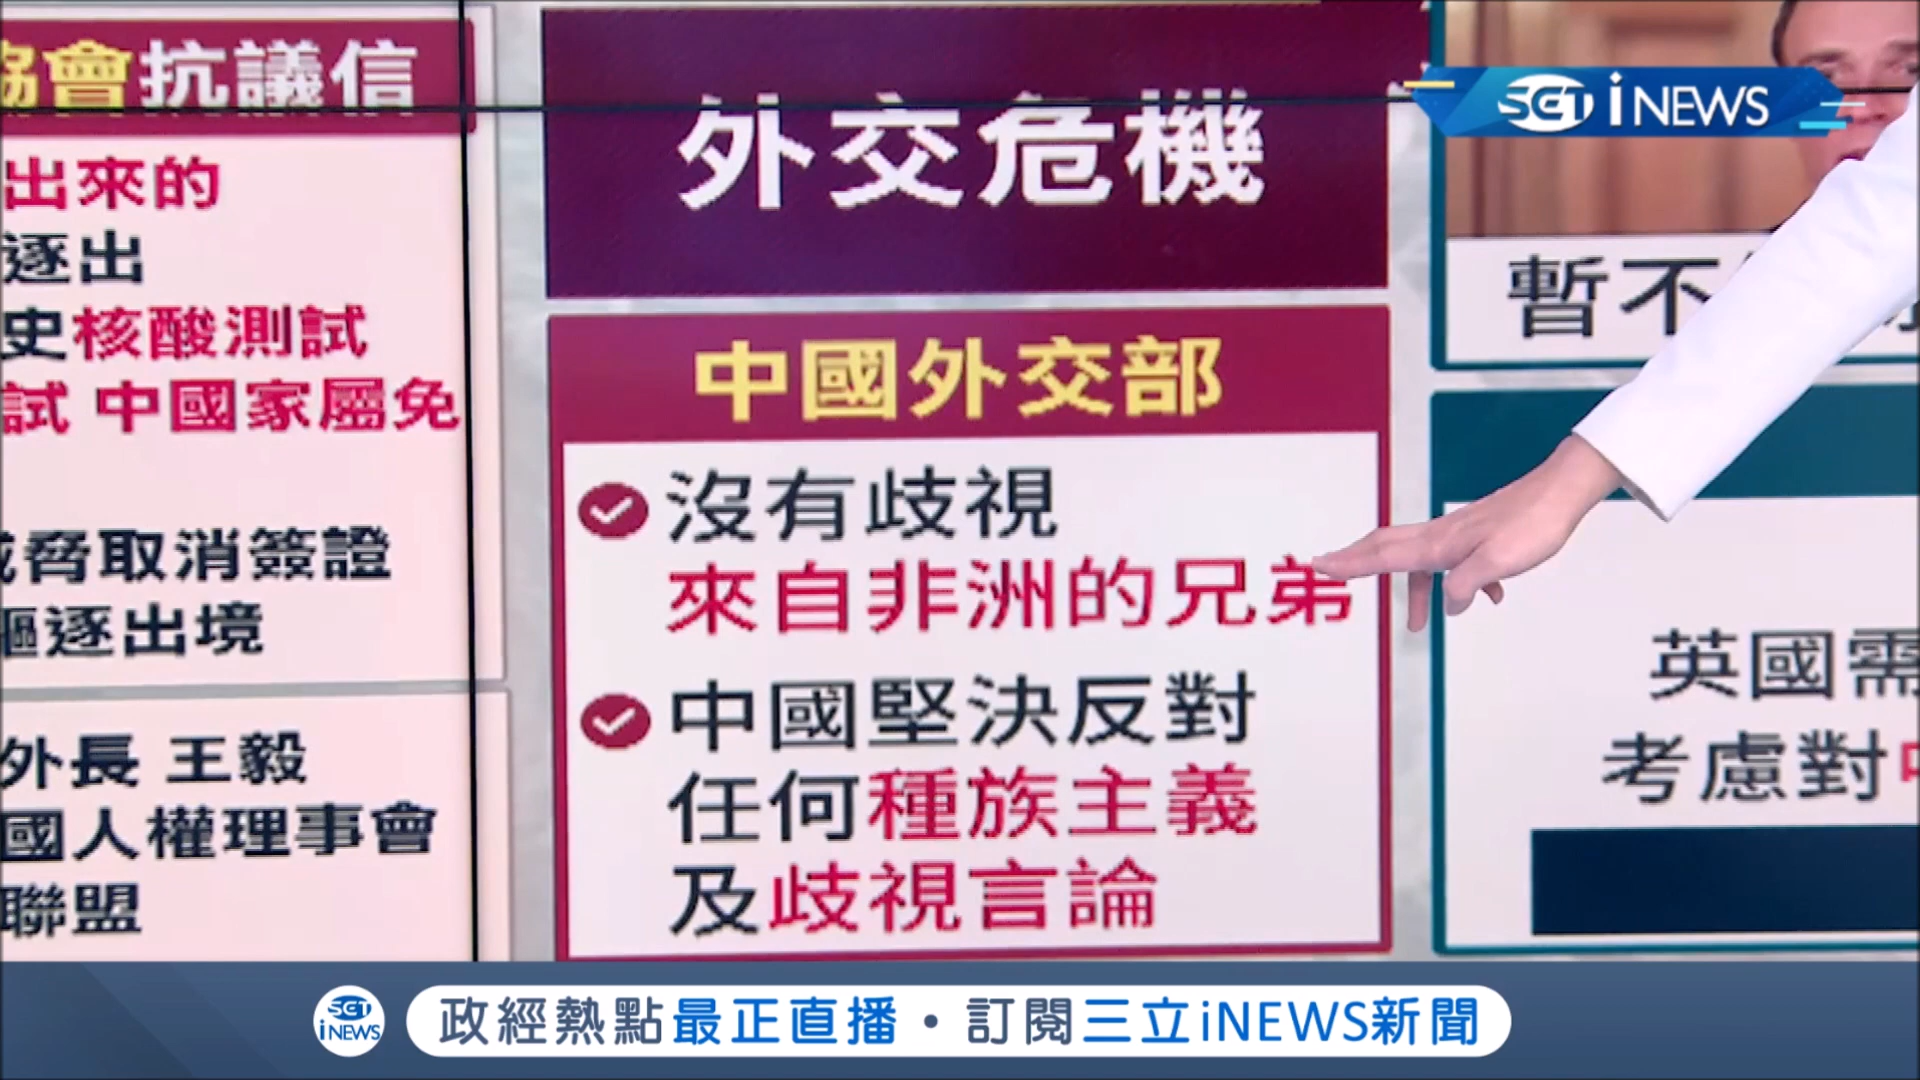 協會抗議信
出來的
逐出
史核酸測試
試 中國家屬免
威脅取消簽證
驅逐出境
外長 王毅
國人權理事會
聯盟
外交危機
中國外交部
沒有歧視
來自非洲的兄弟
中國堅決反對
任何種族主義
及歧視言論
SET iNEWS
暫不
英國需
考慮對
SET iNEWS
政經熱點最正直播・訂閱三立iNEWS新聞